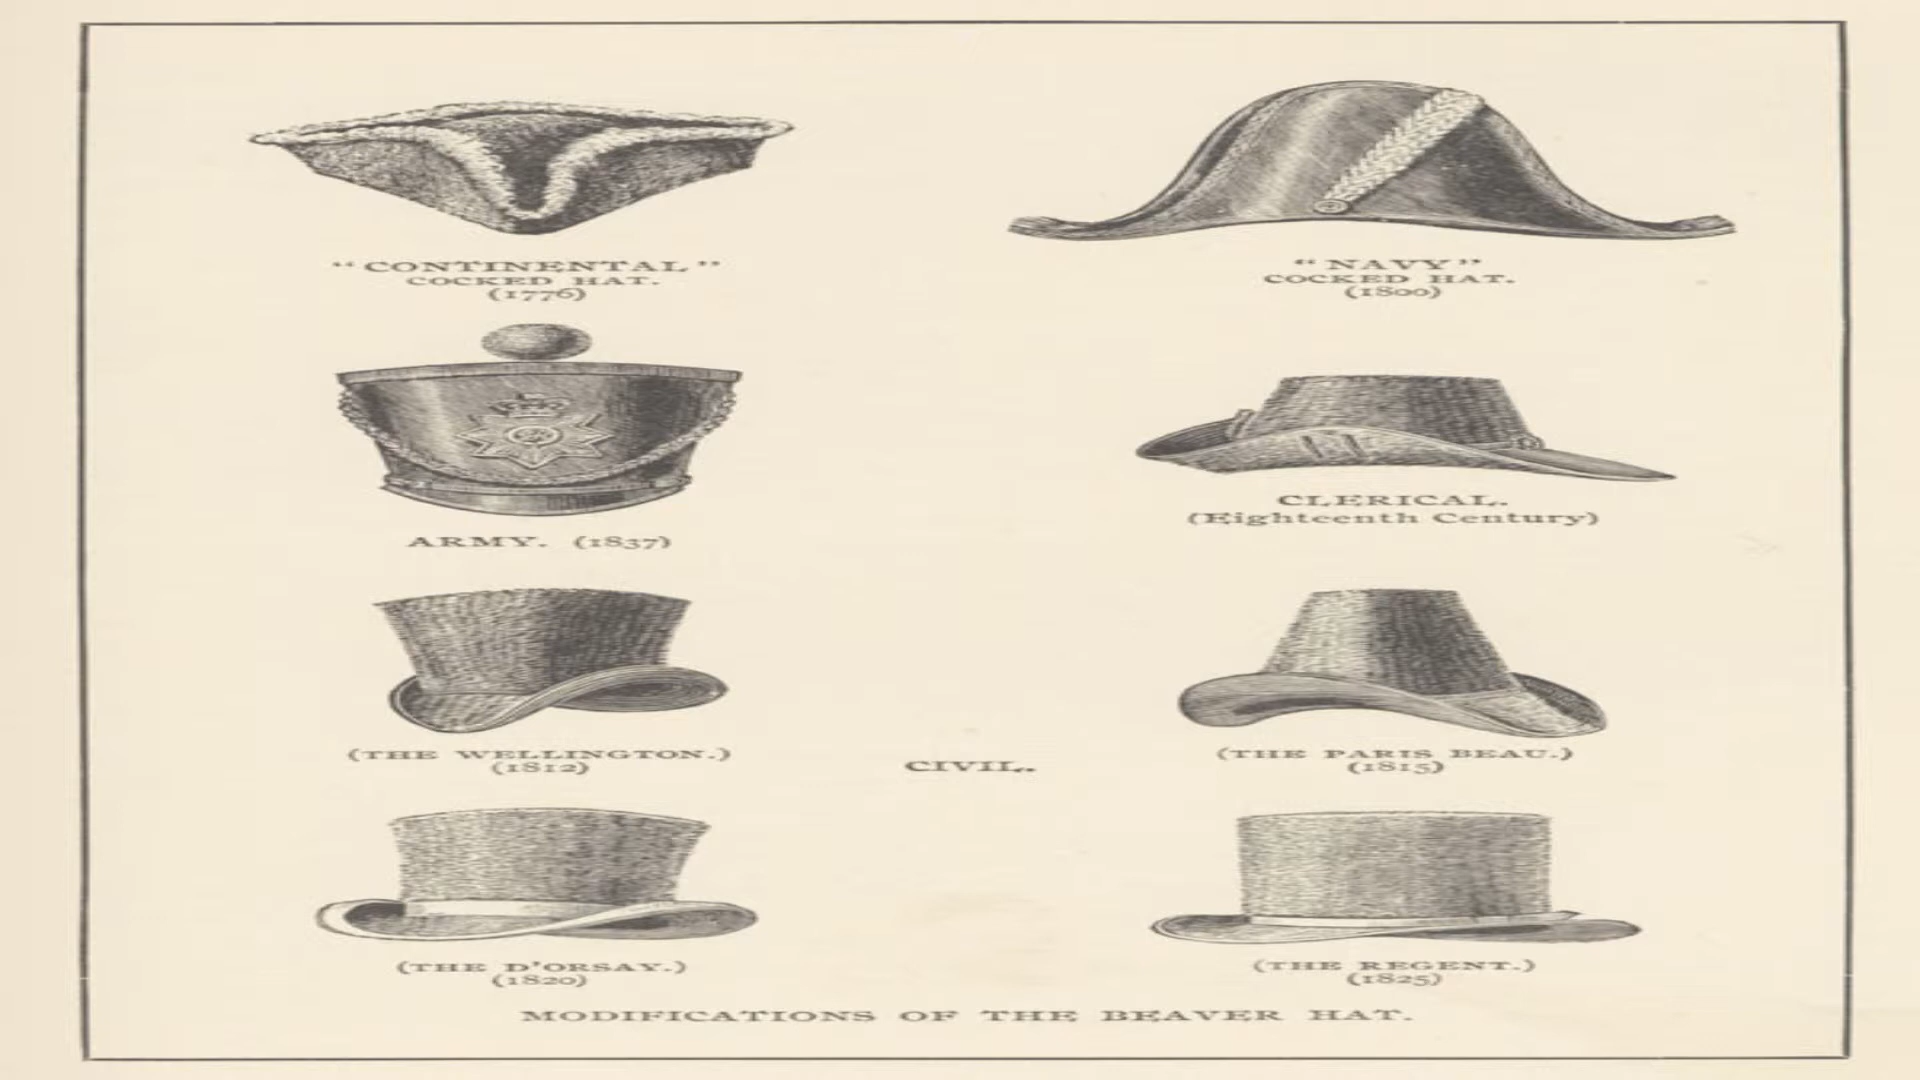 "CONTINENTAL"
COCKED HAT.
(1776)
"NAVY"
COCKED HAT.
(1800)
ARMY. (1837)
CLERICAL.
(Eighteenth Century)
(THE WELLINGTON.)
(1812)
CIVIL.
(THE PARIS BEAU.)
(1815)
(THE D'ORSAY.)
(1820)
(THE REGENT.)
(1825)
MODIFICATIONS OF THE BEAVER HAT.